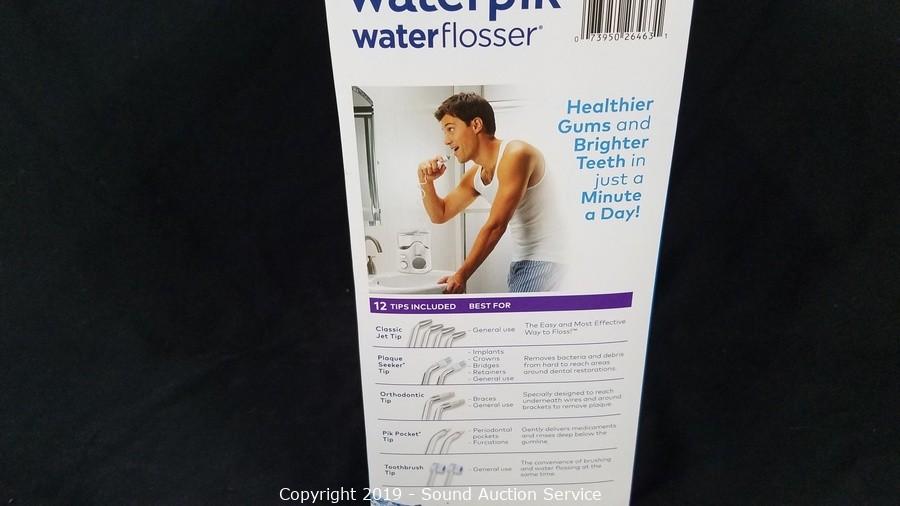 waterpik
waterflosser®
0 73950 26463 1
Healthier
Gums and
Brighter
Teeth in
just a
Minute
a Day!
12 TIPS INCLUDED BEST FOR
Classic
Jet Tip
- General use
The Easy and Most Effective
Way to Floss!™
Plaque
Seeker®
Tip
- Implants
- Crowns
- Bridges
- Retainers
- General use
Removes bacteria and debris
from hard to reach areas
around dental restorations.
Orthodontic
Tip
- Braces
- General use
Specially designed to reach
underneath wires and around
brackets to remove plaque.
Pik Pocket®
Tip
- Periodontal
pockets
- Furcations
Gently delivers medicaments
and rinses deep below the
gumline.
Toothbrush
Tip
- General use
The convenience of brushing
and water flossing at the
same time.
Copyright 2019 - Sound Auction Service